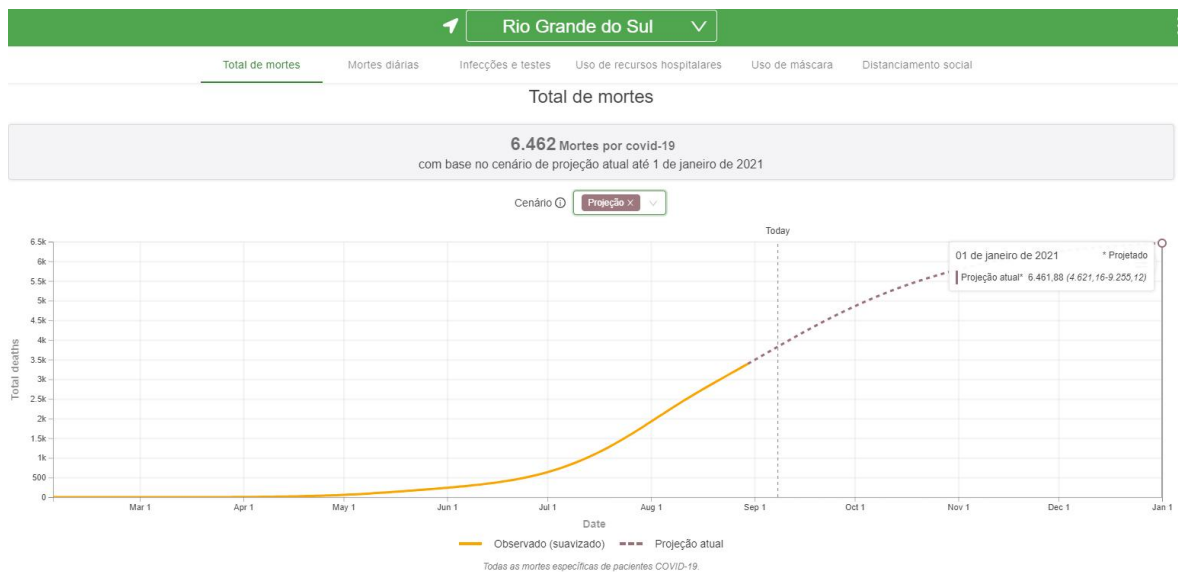 Rio Grande do Sul
Total de mortes Mortes diárias Infecções e testes Uso de recursos hospitalares Uso de máscara Distanciamento social
Total de mortes
6.462 Mortes por covid-19
com base no cenário de projeção atual até 1 de janeiro de 2021
Cenário Projeção ×
Today
01 de janeiro de 2021 * Projetado
Projeção atual* 6.461,88 (4.621,16-9.255,12)
Total deaths
6.5k
6k
5.5k
5k
4.5k
4k
3.5k
3k
2.5k
2k
1.5k
1k
500
0
Mar 1 Apr 1 May 1 Jun 1 Jul 1 Aug 1 Sep 1 Oct 1 Nov 1 Dec 1 Jan 1
Date
Observado (suavizado) Projeção atual
Todas as mortes específicas de pacientes COVID-19.